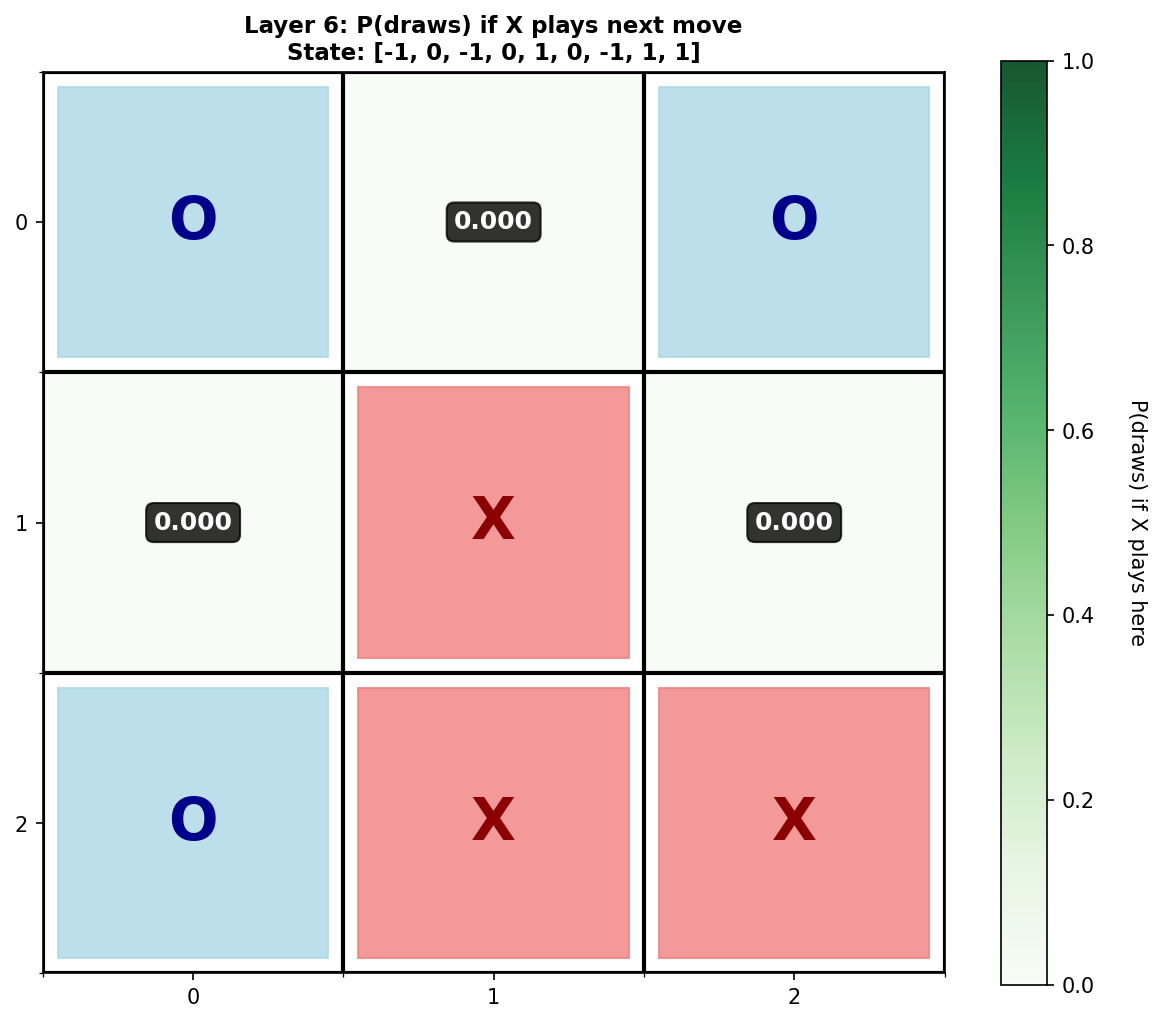 Layer 6: P(draws) if X plays next move
State: [-1, 0, -1, 0, 1, 0, -1, 1, 1]
O 0.000 O
0.000 X 0.000
O X X
0
1
2
0 1 2
1.0
0.8
0.6
0.4
0.2
0.0
P(draws) if X plays here